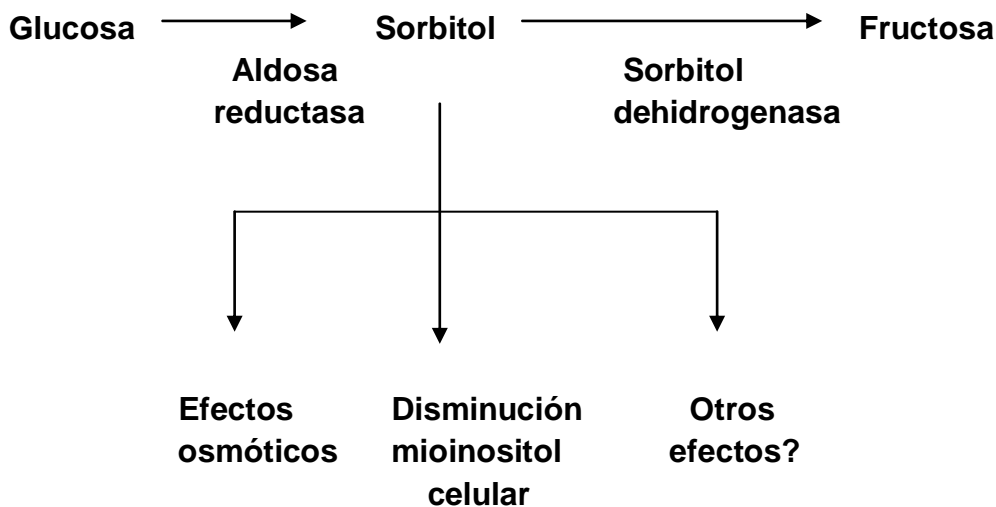 Glucosa Sorbitol Fructosa
Aldosa reductasa
Sorbitol dehidrogenasa
Efectos osmóticos
Disminución mioinositol celular
Otros efectos?